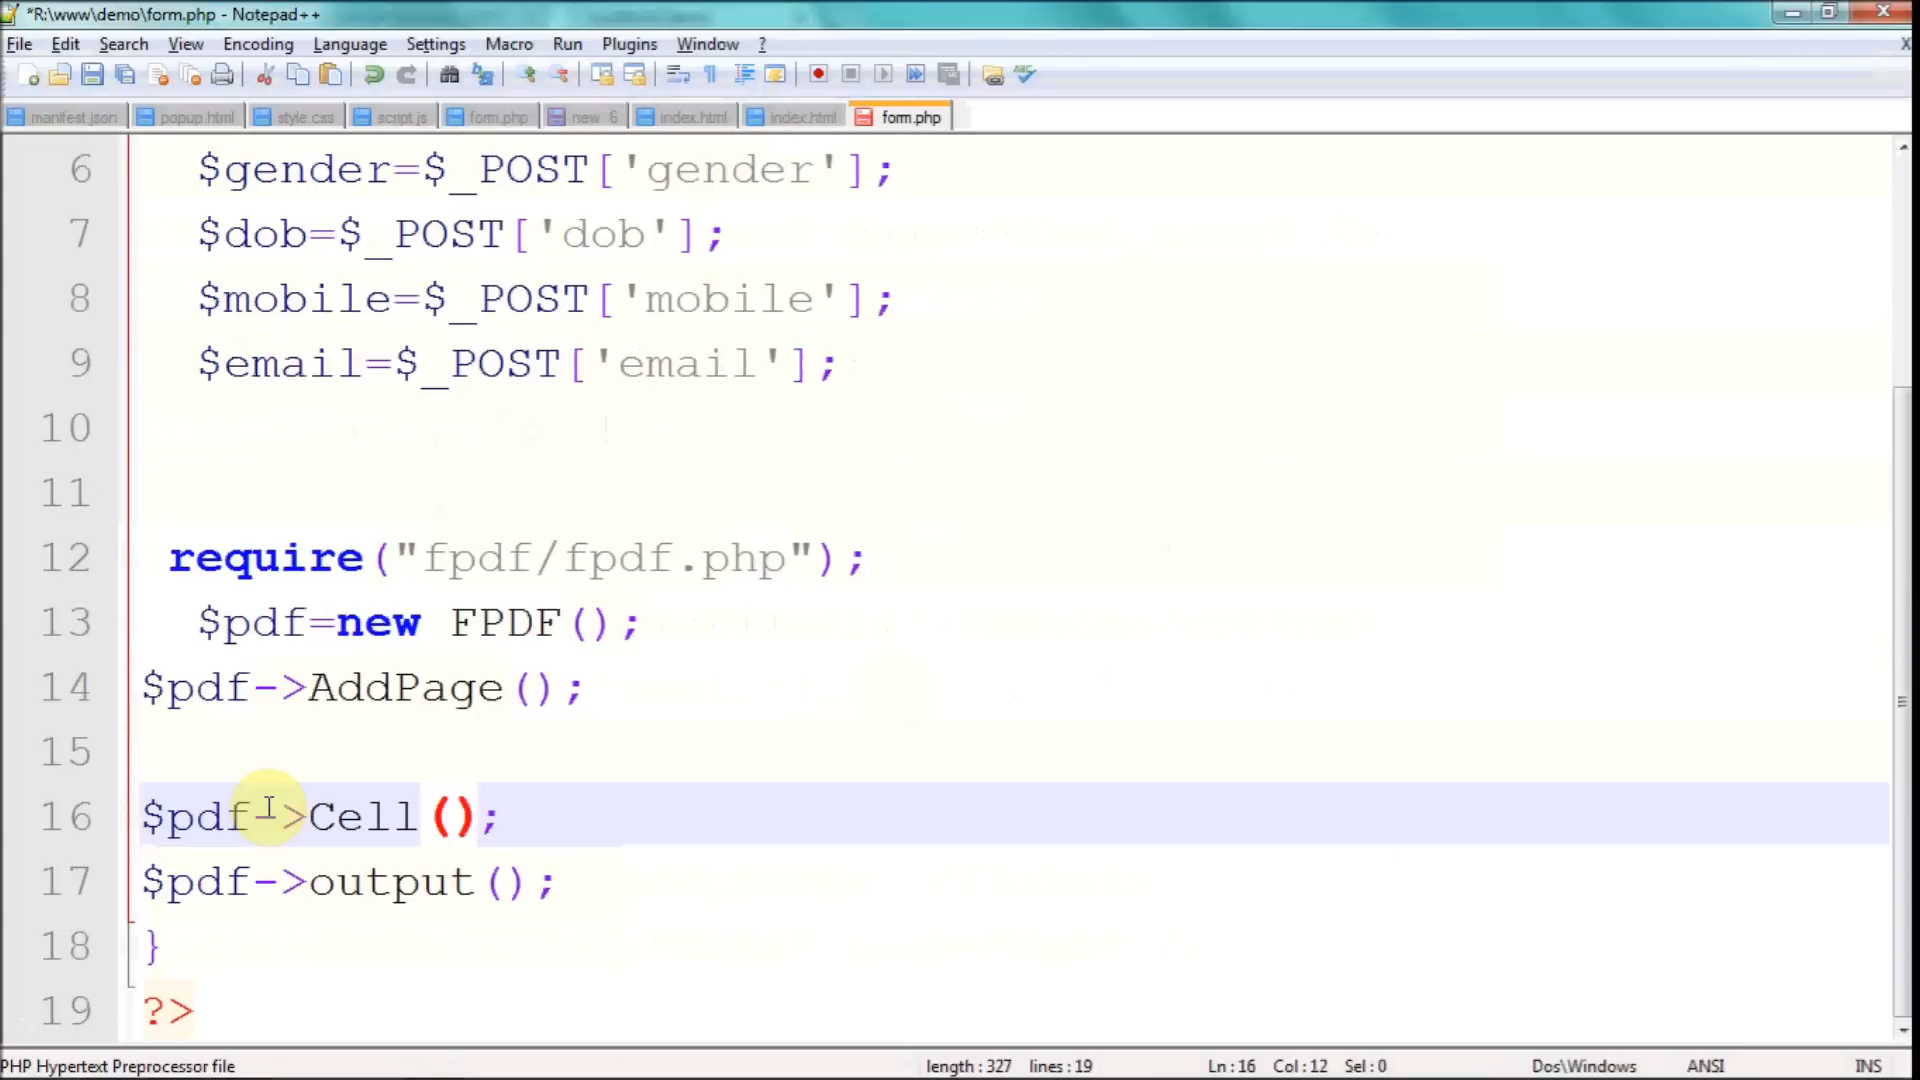 *R:\www\demo\form.php - Notepad++
File Edit Search View Encoding Language Settings Macro Run Plugins Window ?
manifest.json popup.html style.css script.js form.php new 6 index.html index.html form.php
6 $gender=$_POST['gender'];
7 $dob=$_POST['dob'];
8 $mobile=$_POST['mobile'];
9 $email=$_POST['email'];
10
11
12 require("fpdf/fpdf.php");
13 $pdf=new FPDF();
14 $pdf->AddPage();
15
16 $pdf->Cell();
17 $pdf->output();
18 }
19 ?>
PHP Hypertext Preprocessor file length : 327 lines : 19 Ln : 16 Col : 12 Sel : 0 Dos\Windows ANSI INS